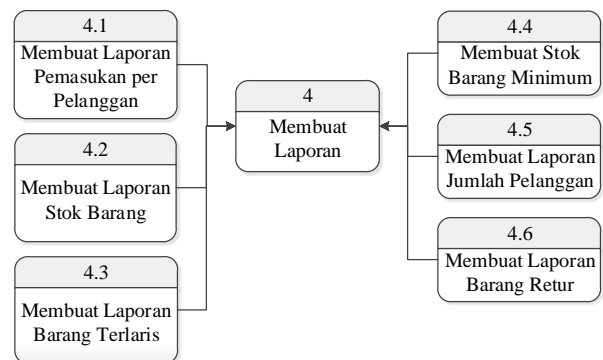 4.1
Membuat Laporan
Pemasukan per
Pelanggan
4.2
Membuat Laporan
Stok Barang
4.3
Membuat Laporan
Barang Terlaris
4
Membuat
Laporan
4.4
Membuat Stok
Barang Minimum
4.5
Membuat Laporan
Jumlah Pelanggan
4.6
Membuat Laporan
Barang Retur